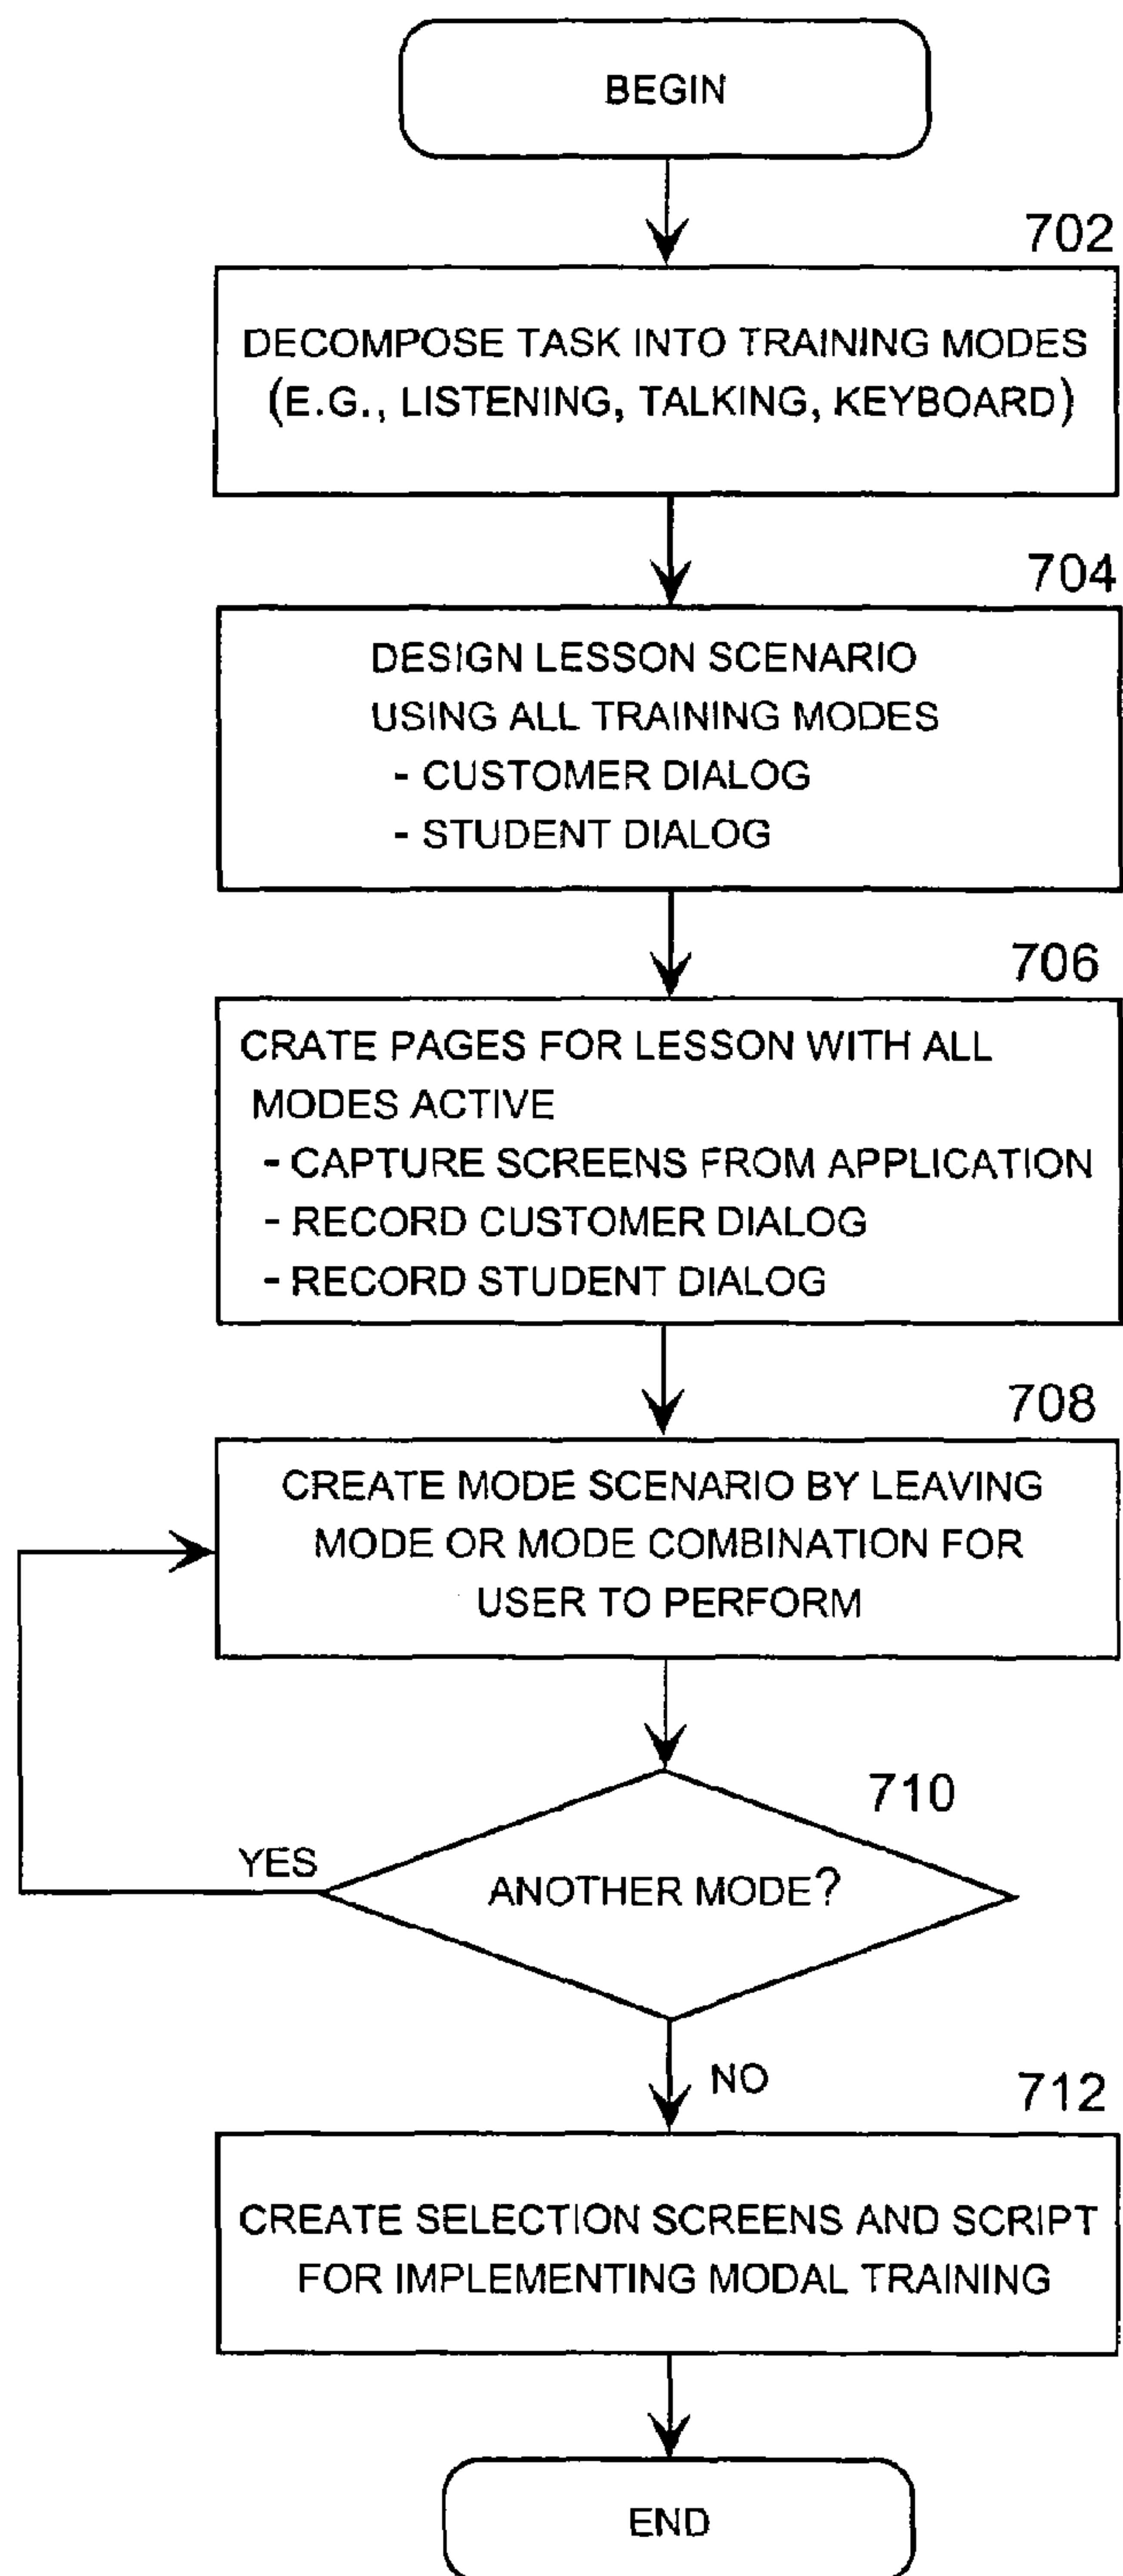 BEGIN
702
DECOMPOSE TASK INTO TRAINING MODES
(E.G., LISTENING, TALKING, KEYBOARD)
704
DESIGN LESSON SCENARIO
USING ALL TRAINING MODES
- CUSTOMER DIALOG
- STUDENT DIALOG
706
CRATE PAGES FOR LESSON WITH ALL
MODES ACTIVE
- CAPTURE SCREENS FROM APPLICATION
- RECORD CUSTOMER DIALOG
- RECORD STUDENT DIALOG
708
CREATE MODE SCENARIO BY LEAVING
MODE OR MODE COMBINATION FOR
USER TO PERFORM
710
YES
ANOTHER MODE?
NO
712
CREATE SELECTION SCREENS AND SCRIPT
FOR IMPLEMENTING MODAL TRAINING
END